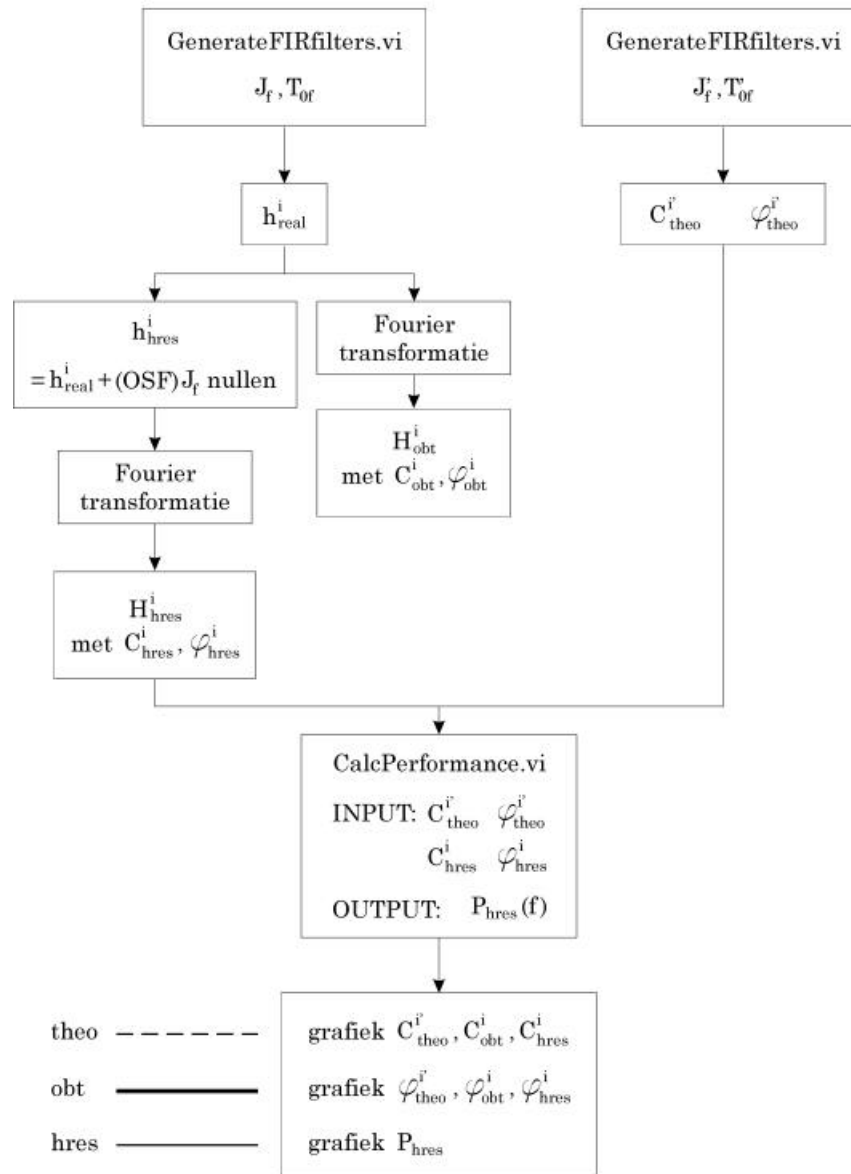 GenerateFIRfilters.vi
J_f , T_0f
GenerateFIRfilters.vi
J'_f , T'_0f
h^i_real
C^i'_theo φ^i'_theo
h^i_hres
= h^i_real + (OSF) J_f nullen
Fourier
transformatie
Fourier
transformatie
H^i_obt
met C^i_obt , φ^i_obt
H^i_hres
met C^i_hres , φ^i_hres
CalcPerformance.vi
INPUT: C^i'_theo φ^i'_theo
C^i_hres φ^i_hres
OUTPUT: P_hres (f)
theo
obt
hres
grafiek C^i'_theo , C^i_obt , C^i_hres
grafiek φ^i'_theo , φ^i_obt , φ^i_hres
grafiek P_hres